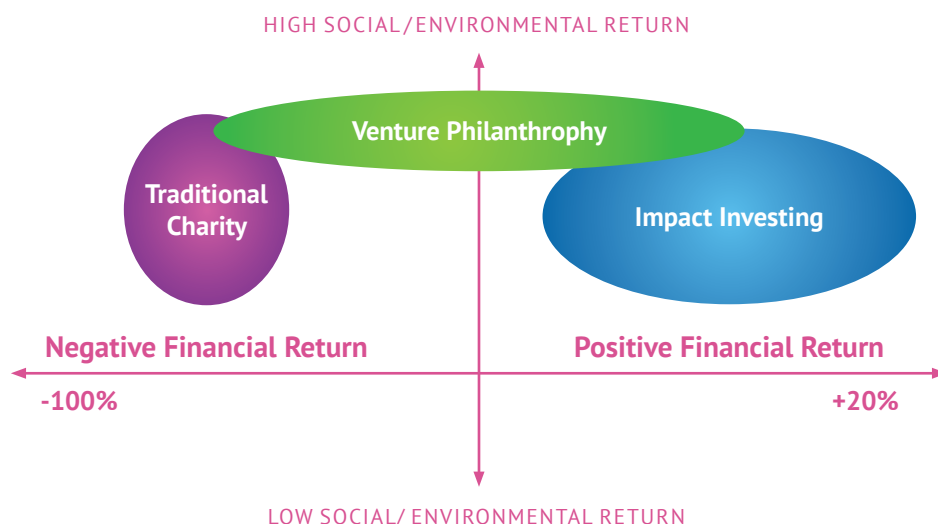 HIGH SOCIAL/ENVIRONMENTAL RETURN
Venture Philanthropy
Traditional
Charity
Impact Investing
Negative Financial Return
Positive Financial Return
-100%
+20%
LOW SOCIAL/ ENVIRONMENTAL RETURN